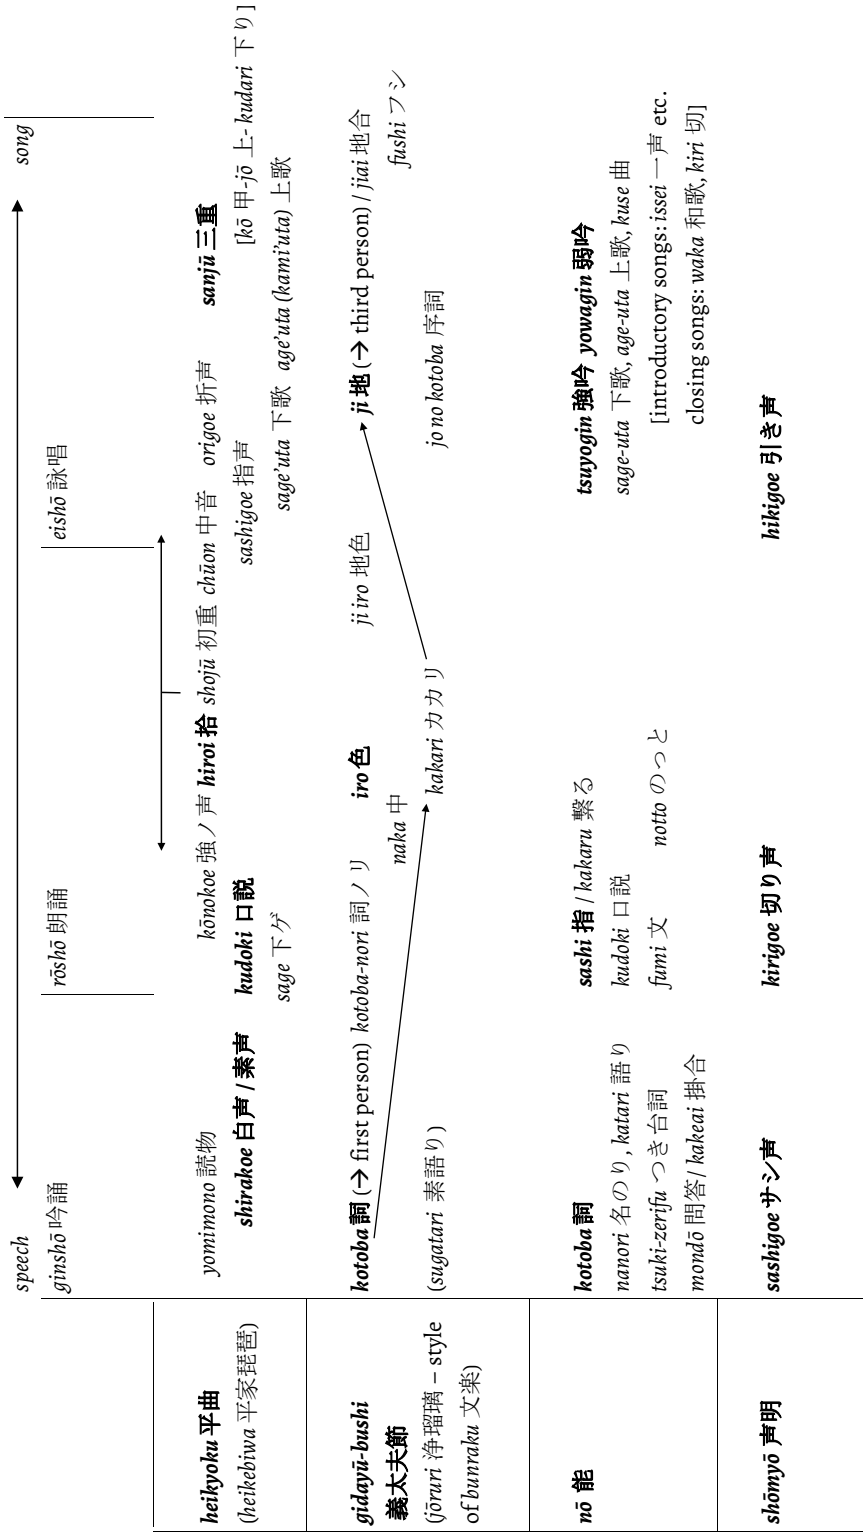 speech song
ginshō 吟誦 rōshō 朗誦 eishō 詠唱
heikyoku 平曲
(heikebiwa 平家琵琶)
yomimono 読物 kōnokoe 強ノ声 hiroi 拾 shojū 初重 chūon 中音 origoe 折声 sanjū 三重
shirakoe 白声 / 素声 kudoki 口説 sashigoe 指声 [kō 甲-jō 上- kudari 下り]
sage 下ゲ sage'uta 下歌 age'uta (kami'uta) 上歌
gidayū-bushi
義太夫節
(jōruri 浄瑠璃 – style
of bunraku 文楽)
kotoba 詞 (→ first person) kotoba-nori 詞ノリ iro 色 ji iro 地色 ji 地 (→ third person) / jiai 地合
naka 中 fushi フシ
(sugatari 素語り) kakari カカリ jo no kotoba 序詞
nō 能
kotoba 詞 sashi 指 / kakaru 繋る tsuyogin 強吟 yowagin 弱吟
nanori 名のり, katari 語り kudoki 口説 sage-uta 下歌, age-uta 上歌, kuse 曲
tsuki-zerifu つき台詞 fumi 文 notto のっと [introductory songs: issei 一声 etc.
mondō 問答 / kakeai 掛合 closing songs: waka 和歌, kiri 切]
shōmyō 声明
sashigoe サシ声 kirigoe 切り声 hikigoe 引き声